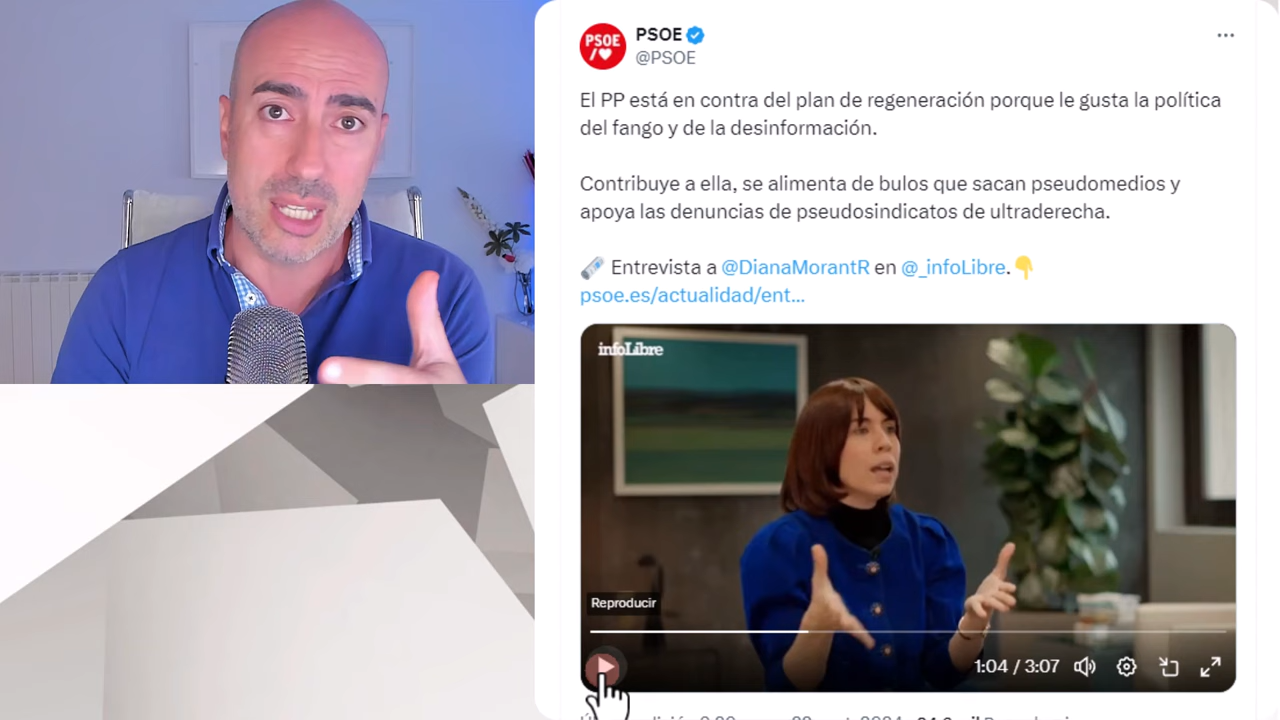 PSOE
PSOE
@PSOE
El PP está en contra del plan de regeneración porque le gusta la política
del fango y de la desinformación.
Contribuye a ella, se alimenta de bulos que sacan pseudomedios y
apoya las denuncias de pseudosindicatos de ultraderecha.
Entrevista a @DianaMorantR en @_infoLibre.
psoe.es/actualidad/ent...
infoLibre
Reproducir
1:04 / 3:07